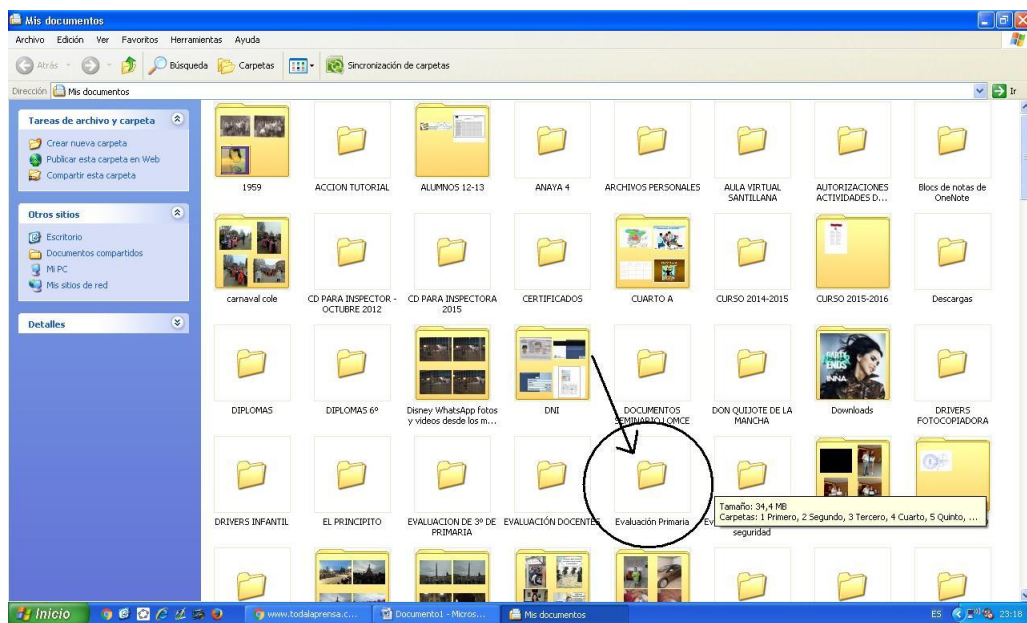 Mis documentos
Archivo Edición Ver Favoritos Herramientas Ayuda
Atrás Búsqueda Carpetas Sincronización de carpetas
Dirección Mis documentos Ir
Tareas de archivo y carpeta
Crear nueva carpeta
Publicar esta carpeta en Web
Compartir esta carpeta
Otros sitios
Escritorio
Documentos compartidos
Mi PC
Mis sitios de red
Detalles
1959 ACCION TUTORIAL ALUMNOS 12-13 ANAYA 4 ARCHIVOS PERSONALES AULA VIRTUAL AUTORIZACIONES Blocs de notas de
SANTILLANA ACTIVIDADES D... OneNote
carnaval cole CD PARA INSPECTOR - CD PARA INSPECTORA CERTIFICADOS CUARTO A CURSO 2014-2015 CURSO 2015-2016 Descargas
OCTUBRE 2012 2015
PARTY
ENDS
INNA
DIPLOMAS DIPLOMAS 6º Disney WhatsApp fotos DNI DOCUMENTOS DON QUIJOTE DE LA Downloads DRIVERS
y videos desde los m... SEMINARIO LOMCE MANCHA FOTOCOPIADORA
Tamaño: 34,4 MB
Carpetas: 1 Primero, 2 Segundo, 3 Tercero, 4 Cuarto, 5 Quinto, ...
DRIVERS INFANTIL EL PRINCIPITO EVALUACION DE 3º DE EVALUACIÓN DOCENTES Evaluación Primaria
PRIMARIA seguridad
Inicio www.todalaprensa.c... Documento1 - Micros... Mis documentos ES 23:18